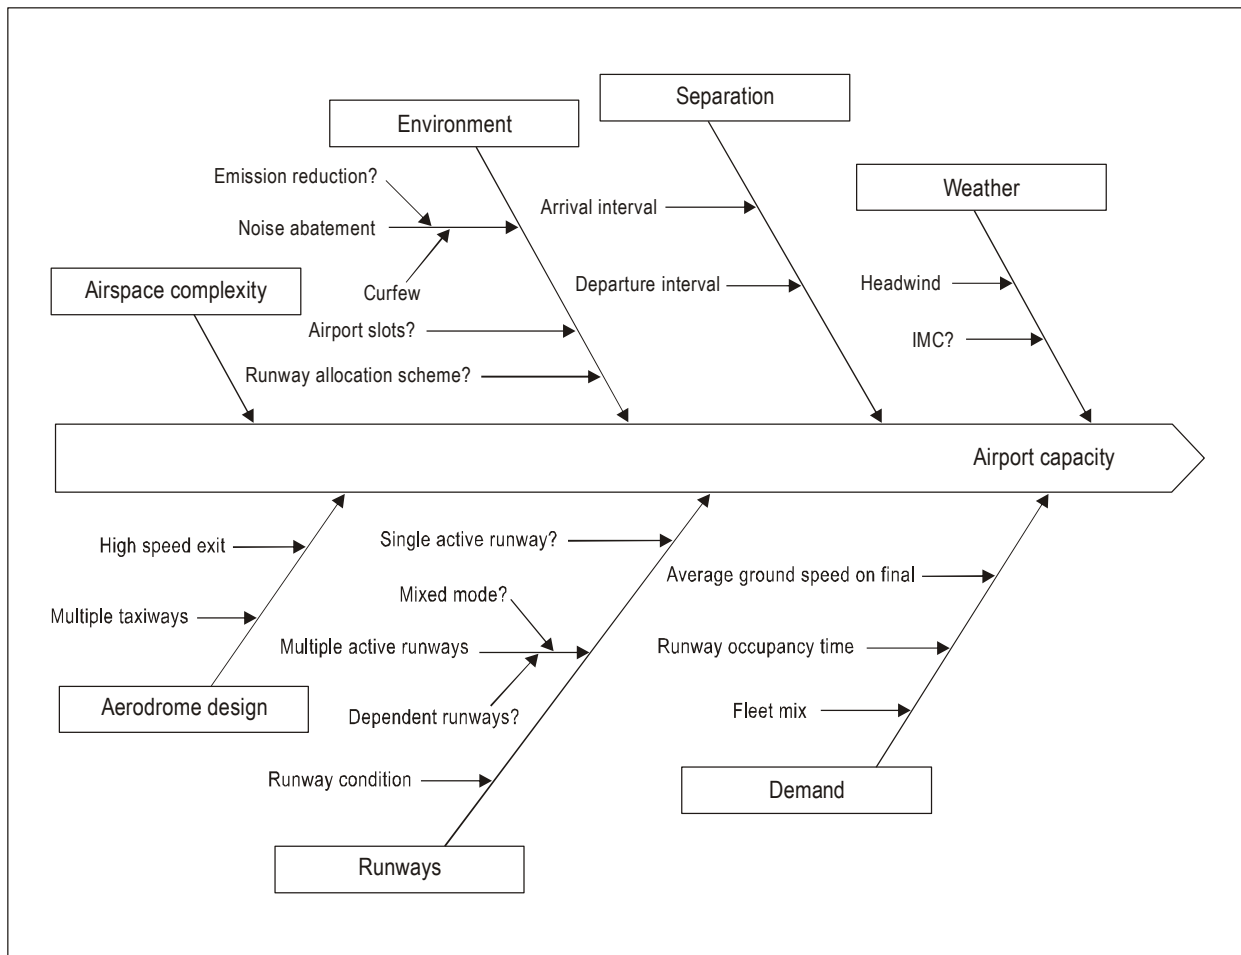 Separation
Environment
Emission reduction?
Weather
Arrival interval
Noise abatement
Airspace complexity
Curfew
Departure interval
Headwind
Airport slots?
IMC?
Runway allocation scheme?
Airport capacity
High speed exit
Single active runway?
Average ground speed on final
Mixed mode?
Multiple taxiways
Multiple active runways
Runway occupancy time
Aerodrome design
Dependent runways?
Fleet mix
Runway condition
Demand
Runways